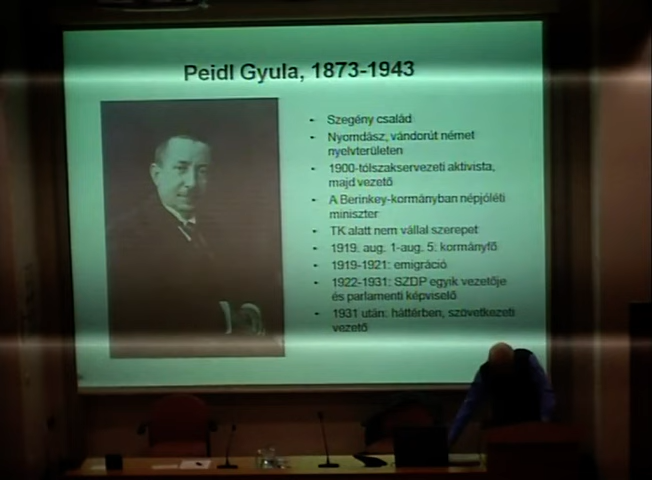 Peidl Gyula, 1873-1943
• Szegény család
• Nyomdász, vándorút német
nyelvterületen
• 1900-tólszakservezeti aktivista,
majd vezető
• A Berinkey-kormányban népjóléti
miniszter
• TK alatt nem vállal szerepet
• 1919. aug. 1-aug. 5: kormányfő
• 1919-1921: emigráció
• 1922-1931: SZDP egyik vezetője
és parlamenti képviselő
• 1931 után: háttérben, szövetkezeti
vezető